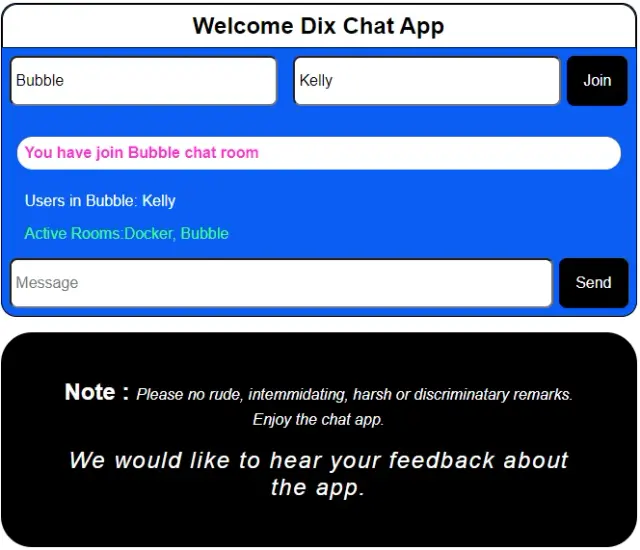 Welcome Dix Chat App
Bubble
Kelly
Join
You have join Bubble chat room
Users in Bubble: Kelly
Active Rooms:Docker, Bubble
Message
Send
Note : Please no rude, intemmidating, harsh or discriminatary remarks.
Enjoy the chat app.
We would like to hear your feedback about
the app.